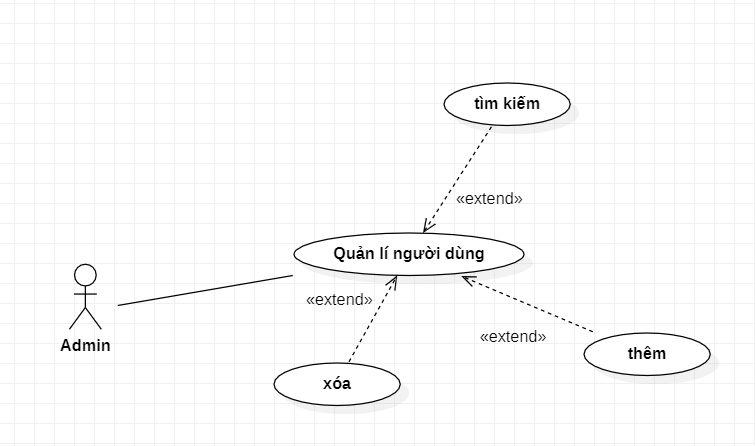 tìm kiếm
«extend»
Quản lí người dùng
«extend»
«extend»
Admin
thêm
xóa